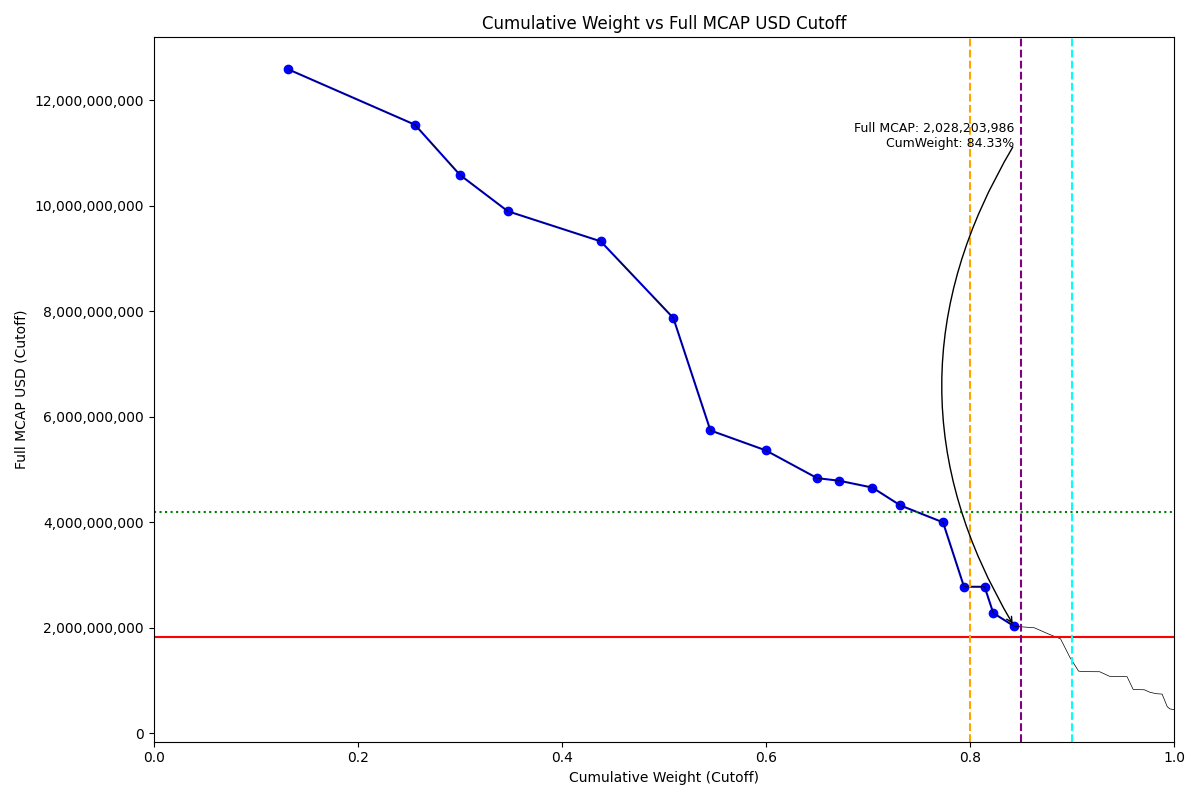 Cumulative Weight vs Full MCAP USD Cutoff
12,000,000,000
10,000,000,000
8,000,000,000
6,000,000,000
4,000,000,000
2,000,000,000
0
Full MCAP USD (Cutoff)
Full MCAP: 2,028,203,986
CumWeight: 84.33%
0.0
0.2
0.4
0.6
0.8
1.0
Cumulative Weight (Cutoff)